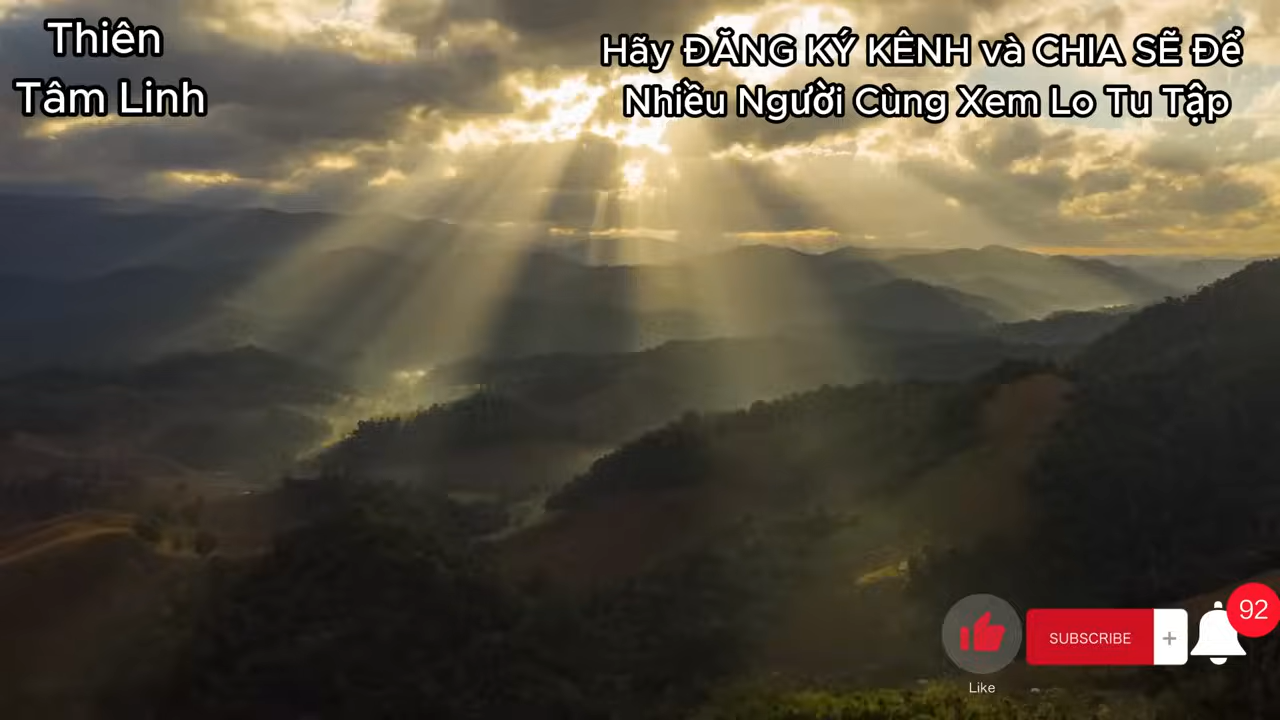 Thiên
Tâm Linh
Hãy ĐĂNG KÝ KÊNH và CHIA SẼ Để
Nhiều Người Cùng Xem Lo Tu Tập
92
SUBSCRIBE +
Like